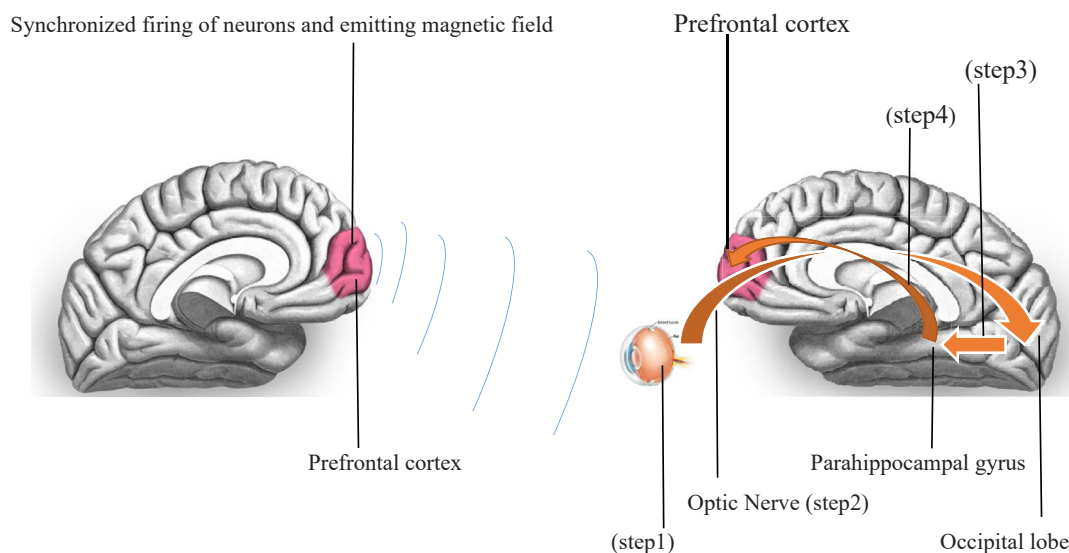 Synchronized firing of neurons and emitting magnetic field
Prefrontal cortex
(step3)
(step4)
Prefrontal cortex
Parahippocampal gyrus
Optic Nerve (step2)
(step1)
Occipital lobe